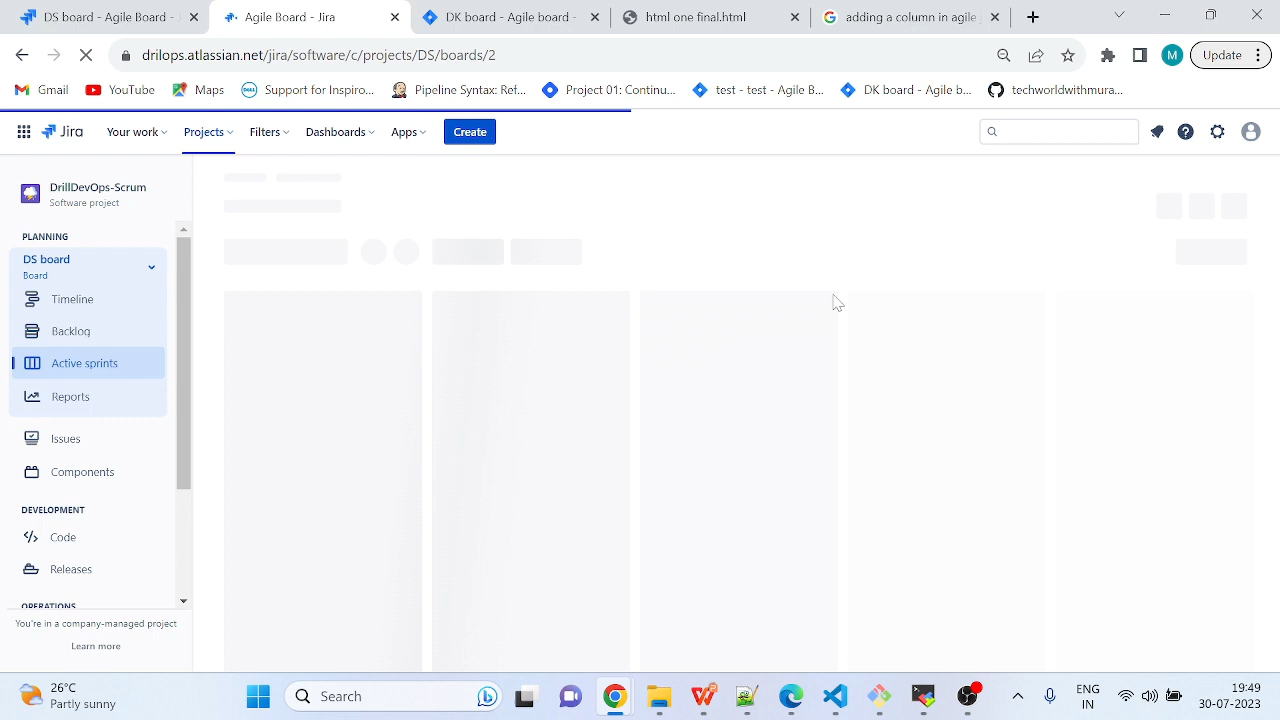 DS board - Agile board -
Agile Board - Jira
DK board - Agile board -
html one final.html
adding a column in agile
drilops.atlassian.net/jira/software/c/projects/DS/boards/2
M
Update
Gmail
YouTube
Maps
Support for Inspiro...
Pipeline Syntax: Ref...
Project 01: Continu...
test - test - Agile B...
DK board - Agile b...
techworldwithmura...
Jira
Your work
Projects
Filters
Dashboards
Apps
Create
DrillDevOps-Scrum
Software project
PLANNING
DS board
Board
Timeline
Backlog
Active sprints
Reports
Issues
Components
DEVELOPMENT
Code
Releases
OPERATIONS
You're in a company-managed project
Learn more
26°C
Partly sunny
Search
ENG
IN
19:49
30-07-2023